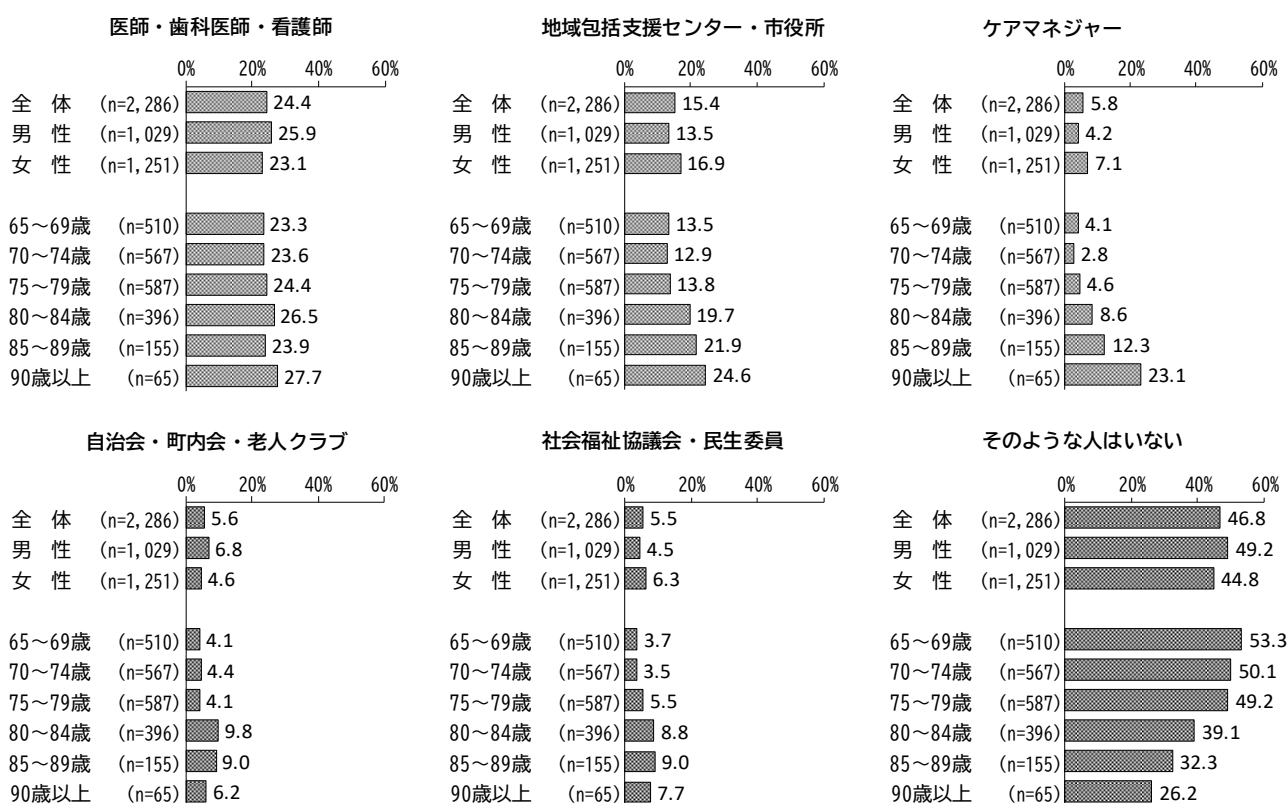 医師・歯科医師・看護師
0% 20% 40% 60%
全 体 (n=2,286) 24.4
男 性 (n=1,029) 25.9
女 性 (n=1,251) 23.1
65～69歳 (n=510) 23.3
70～74歳 (n=567) 23.6
75～79歳 (n=587) 24.4
80～84歳 (n=396) 26.5
85～89歳 (n=155) 23.9
90歳以上 (n=65) 27.7
地域包括支援センター・市役所
0% 20% 40% 60%
全 体 (n=2,286) 15.4
男 性 (n=1,029) 13.5
女 性 (n=1,251) 16.9
65～69歳 (n=510) 13.5
70～74歳 (n=567) 12.9
75～79歳 (n=587) 13.8
80～84歳 (n=396) 19.7
85～89歳 (n=155) 21.9
90歳以上 (n=65) 24.6
ケアマネジャー
0% 20% 40% 60%
全 体 (n=2,286) 5.8
男 性 (n=1,029) 4.2
女 性 (n=1,251) 7.1
65～69歳 (n=510) 4.1
70～74歳 (n=567) 2.8
75～79歳 (n=587) 4.6
80～84歳 (n=396) 8.6
85～89歳 (n=155) 12.3
90歳以上 (n=65) 23.1
自治会・町内会・老人クラブ
0% 20% 40% 60%
全 体 (n=2,286) 5.6
男 性 (n=1,029) 6.8
女 性 (n=1,251) 4.6
65～69歳 (n=510) 4.1
70～74歳 (n=567) 4.4
75～79歳 (n=587) 4.1
80～84歳 (n=396) 9.8
85～89歳 (n=155) 9.0
90歳以上 (n=65) 6.2
社会福祉協議会・民生委員
0% 20% 40% 60%
全 体 (n=2,286) 5.5
男 性 (n=1,029) 4.5
女 性 (n=1,251) 6.3
65～69歳 (n=510) 3.7
70～74歳 (n=567) 3.5
75～79歳 (n=587) 5.5
80～84歳 (n=396) 8.8
85～89歳 (n=155) 9.0
90歳以上 (n=65) 7.7
そのような人はいない
0% 20% 40% 60%
全 体 (n=2,286) 46.8
男 性 (n=1,029) 49.2
女 性 (n=1,251) 44.8
65～69歳 (n=510) 53.3
70～74歳 (n=567) 50.1
75～79歳 (n=587) 49.2
80～84歳 (n=396) 39.1
85～89歳 (n=155) 32.3
90歳以上 (n=65) 26.2